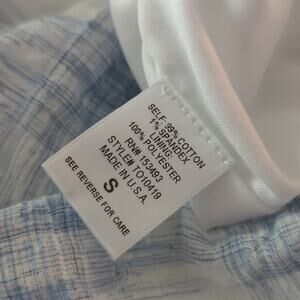 SELF: 99% COTTON
1% SPANDEX
LINING:
100% POLYESTER
RN# 153493
STYLE# TO10419
MADE IN U.S.A.
S
SEE REVERSE FOR CARE